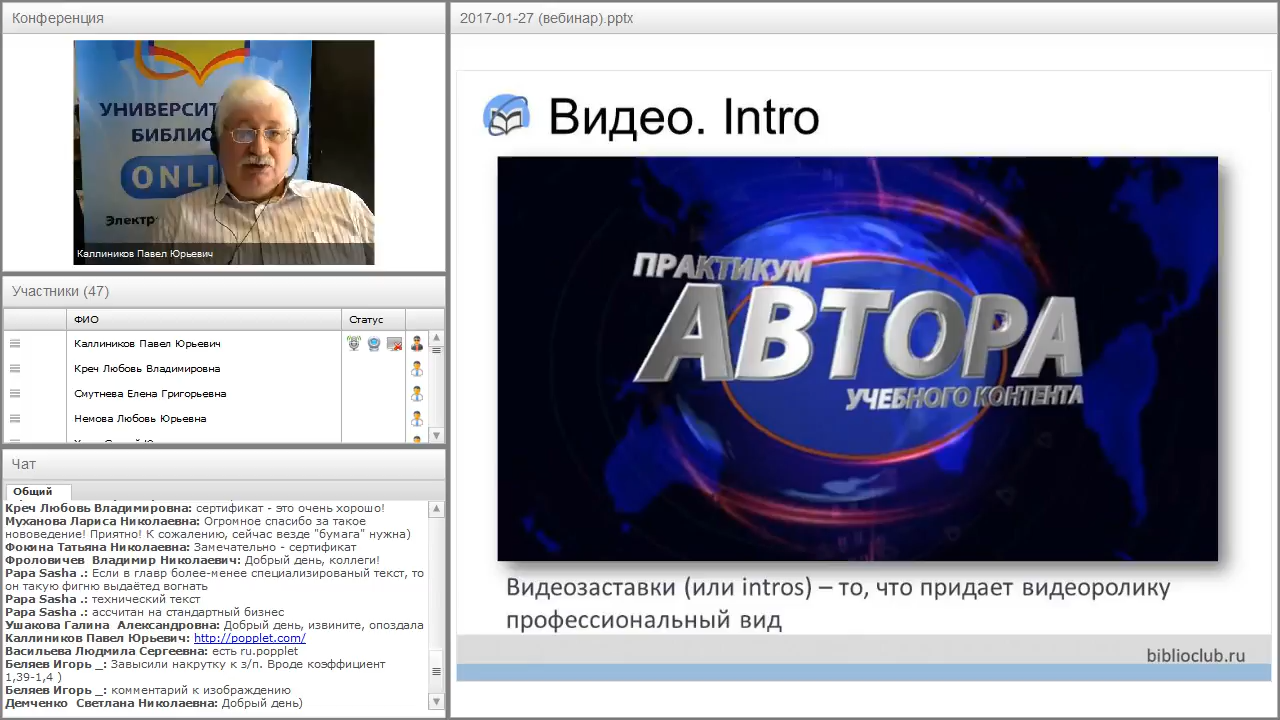 Конференция
УНИВЕРСИТ
БИБЛИО
ONLI
Электр
Каллиников Павел Юрьевич
Участники (47)
ФИО Статус
Каллиников Павел Юрьевич
Креч Любовь Владимировна
Смутнева Елена Григорьевна
Немова Любовь Юрьевна
Чат
Общий
Креч Любовь Владимировна: сертификат - это очень хорошо!
Муханова Лариса Николаевна: Огромное спасибо за такое
нововедение! Приятно! К сожалению, сейчас везде "бумага" нужна)
Фокина Татьяна Николаевна: Замечательно - сертификат
Фроловичев Владимир Николаевич: Добрый день, коллеги!
Papa Sasha .: Если в главр более-менее специализированый текст, то
он такую фигню выдаётед вогнать
Papa Sasha .: технический текст
Papa Sasha .: ассчитан на стандартный бизнес
Ушакова Галина Александровна: Добрый день, извините, опоздала
Каллиников Павел Юрьевич: http://popplet.com/
Васильева Людмила Сергеевна: есть ru.popplet
Беляев Игорь _: Завысили накрутку к з/п. Вроде коэффициент
1,39-1,4 )
Беляев Игорь _: комментарий к изображению
Демченко Светлана Николаевна: Добрый день)
2017-01-27 (вебинар).pptx
Видео. Intro
ПРАКТИКУМ
АВТОРА
УЧЕБНОГО КОНТЕНТА
Видеозаставки (или intros) – то, что придает видеоролику
профессиональный вид
biblioclub.ru